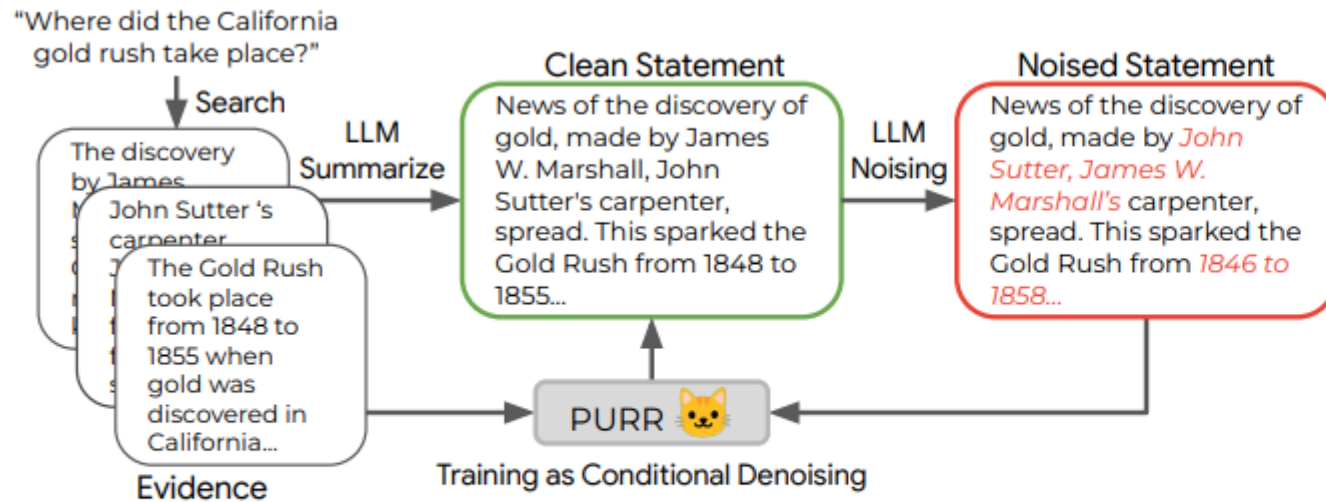 “Where did the California
gold rush take place?”
Search
The discovery
by James
John Sutter ‘s
carpenter
The Gold Rush
took place
from 1848 to
1855 when
gold was
discovered in
California...
Evidence
LLM
Summarize
Clean Statement
News of the discovery of
gold, made by James
W. Marshall, John
Sutter's carpenter,
spread. This sparked the
Gold Rush from 1848 to
1855...
LLM
Noising
Noised Statement
News of the discovery of
gold, made by John
Sutter, James W.
Marshall’s carpenter,
spread. This sparked the
Gold Rush from 1846 to
1858...
PURR
Training as Conditional Denoising